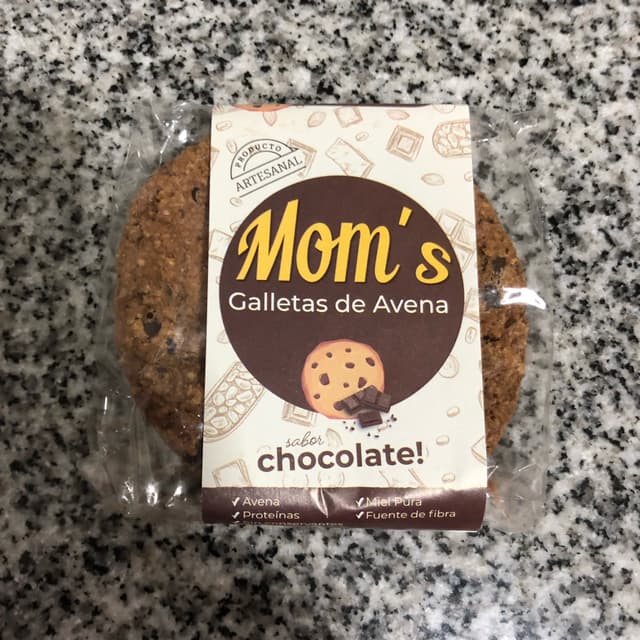 PRODUCTO
ARTESANAL
Mom's
Galletas de Avena
sabor
chocolate!
✓ Avena
✓ Miel Pura
✓ Proteínas
✓ Fuente de fibra